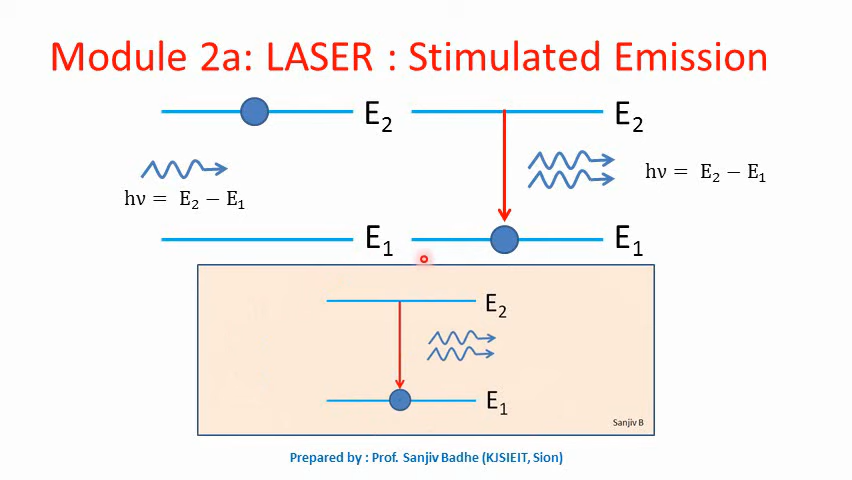 Module 2a: LASER : Stimulated Emission
E₂
E₂
hν = E₂ − E₁
hν = E₂ − E₁
E₁
E₁
E₂
E₁
Sanjiv B
Prepared by : Prof. Sanjiv Badhe (KJSIEIT, Sion)